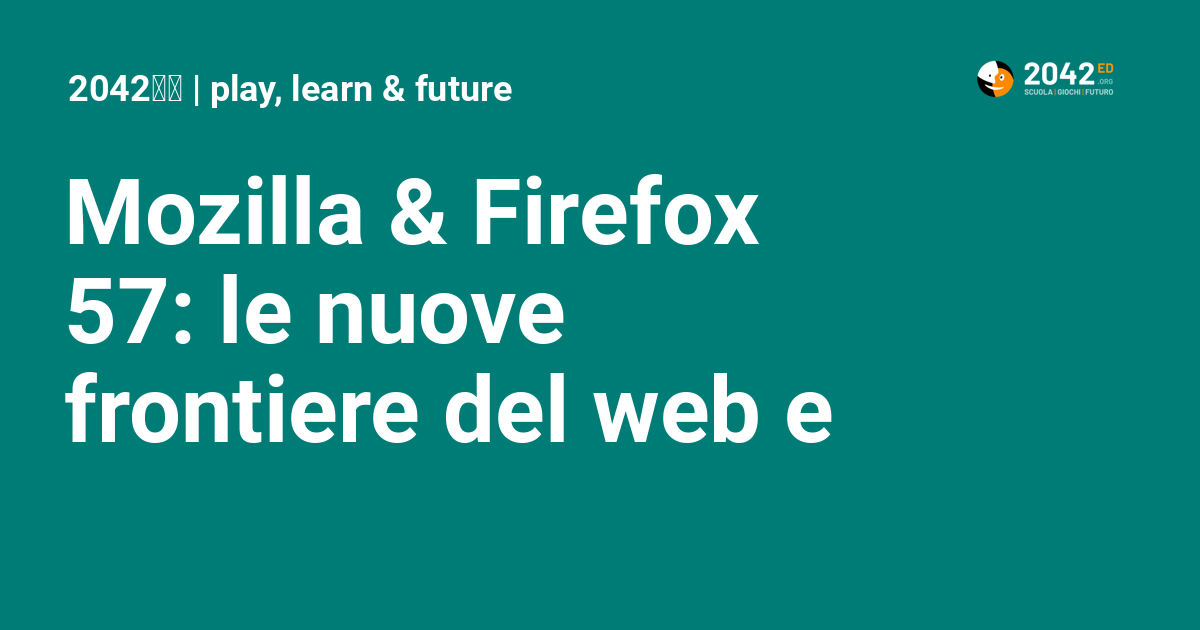 2042 | play, learn & future
2042 ED
.ORG
SCUOLA | GIOCHI | FUTURO
Mozilla & Firefox
57: le nuove
frontiere del web e